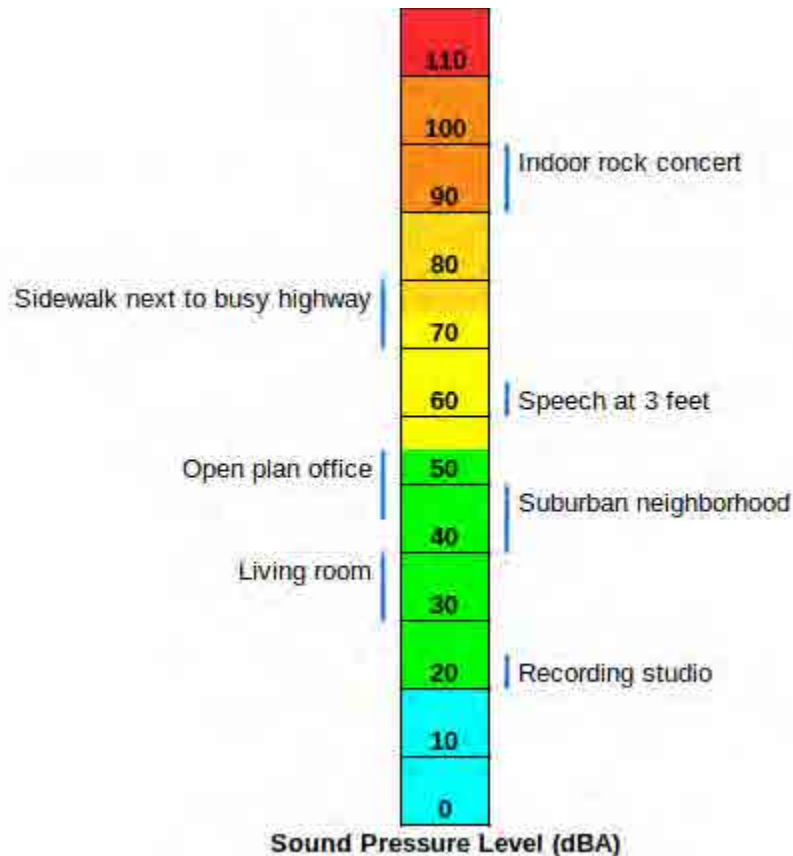 110
100
Indoor rock concert
90
80
Sidewalk next to busy highway
70
60
Speech at 3 feet
Open plan office
50
Suburban neighborhood
40
Living room
30
20
Recording studio
10
0
Sound Pressure Level (dBA)